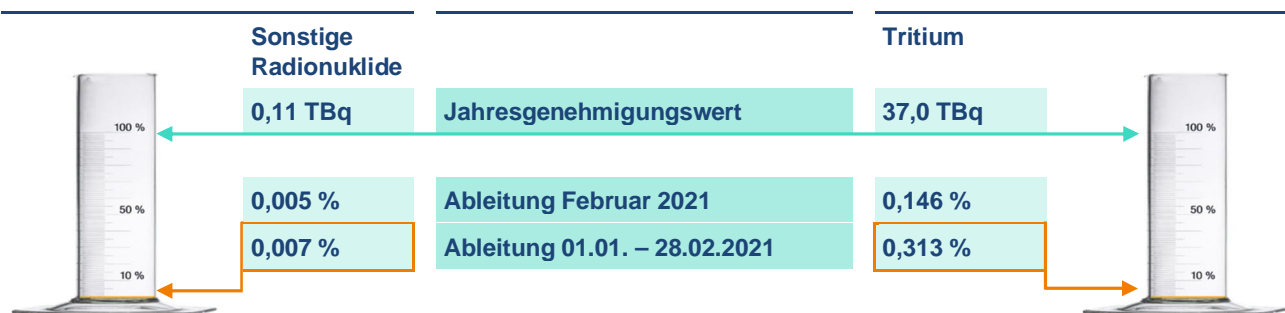 Sonstige
Radionuklide
Tritium
0,11 TBq
Jahresgenehmigungswert
37,0 TBq
100 %
100 %
0,005 %
Ableitung Februar 2021
0,146 %
50 %
50 %
0,007 %
Ableitung 01.01. – 28.02.2021
0,313 %
10 %
10 %